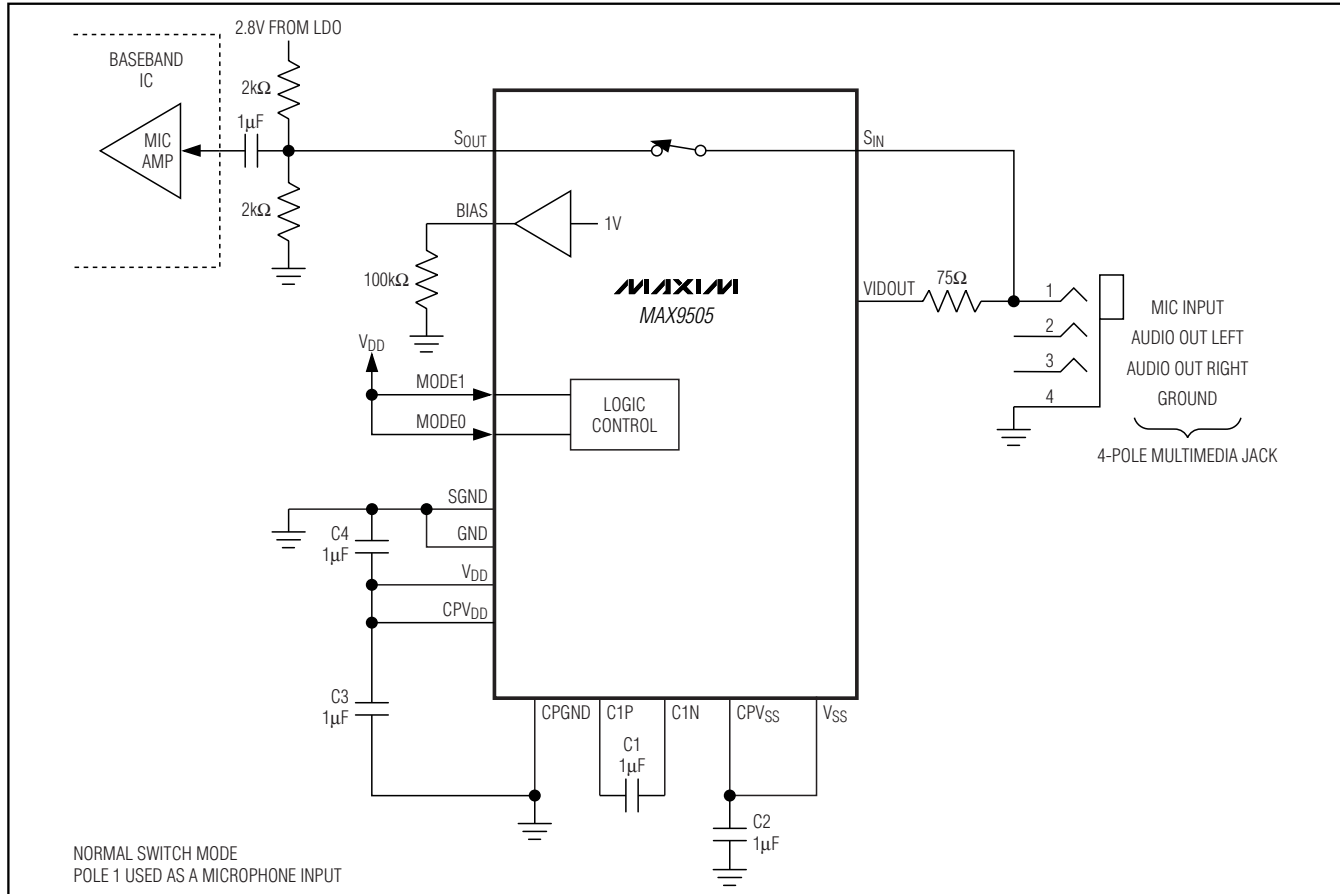 2.8V FROM LDO
BASEBAND
IC
2kΩ
1µF
MIC
AMP
2kΩ
SOUT
SIN
BIAS
1V
100kΩ
MAXIM
MAX9505
VIDOUT
75Ω
1
MIC INPUT
2
AUDIO OUT LEFT
3
AUDIO OUT RIGHT
4
GROUND
4-POLE MULTIMEDIA JACK
VDD
MODE1
MODE0
LOGIC
CONTROL
SGND
C4
1µF
GND
VDD
CPVDD
C3
1µF
CPGND
C1P
C1N
CPVSS
VSS
C1
1µF
C2
1µF
NORMAL SWITCH MODE
POLE 1 USED AS A MICROPHONE INPUT